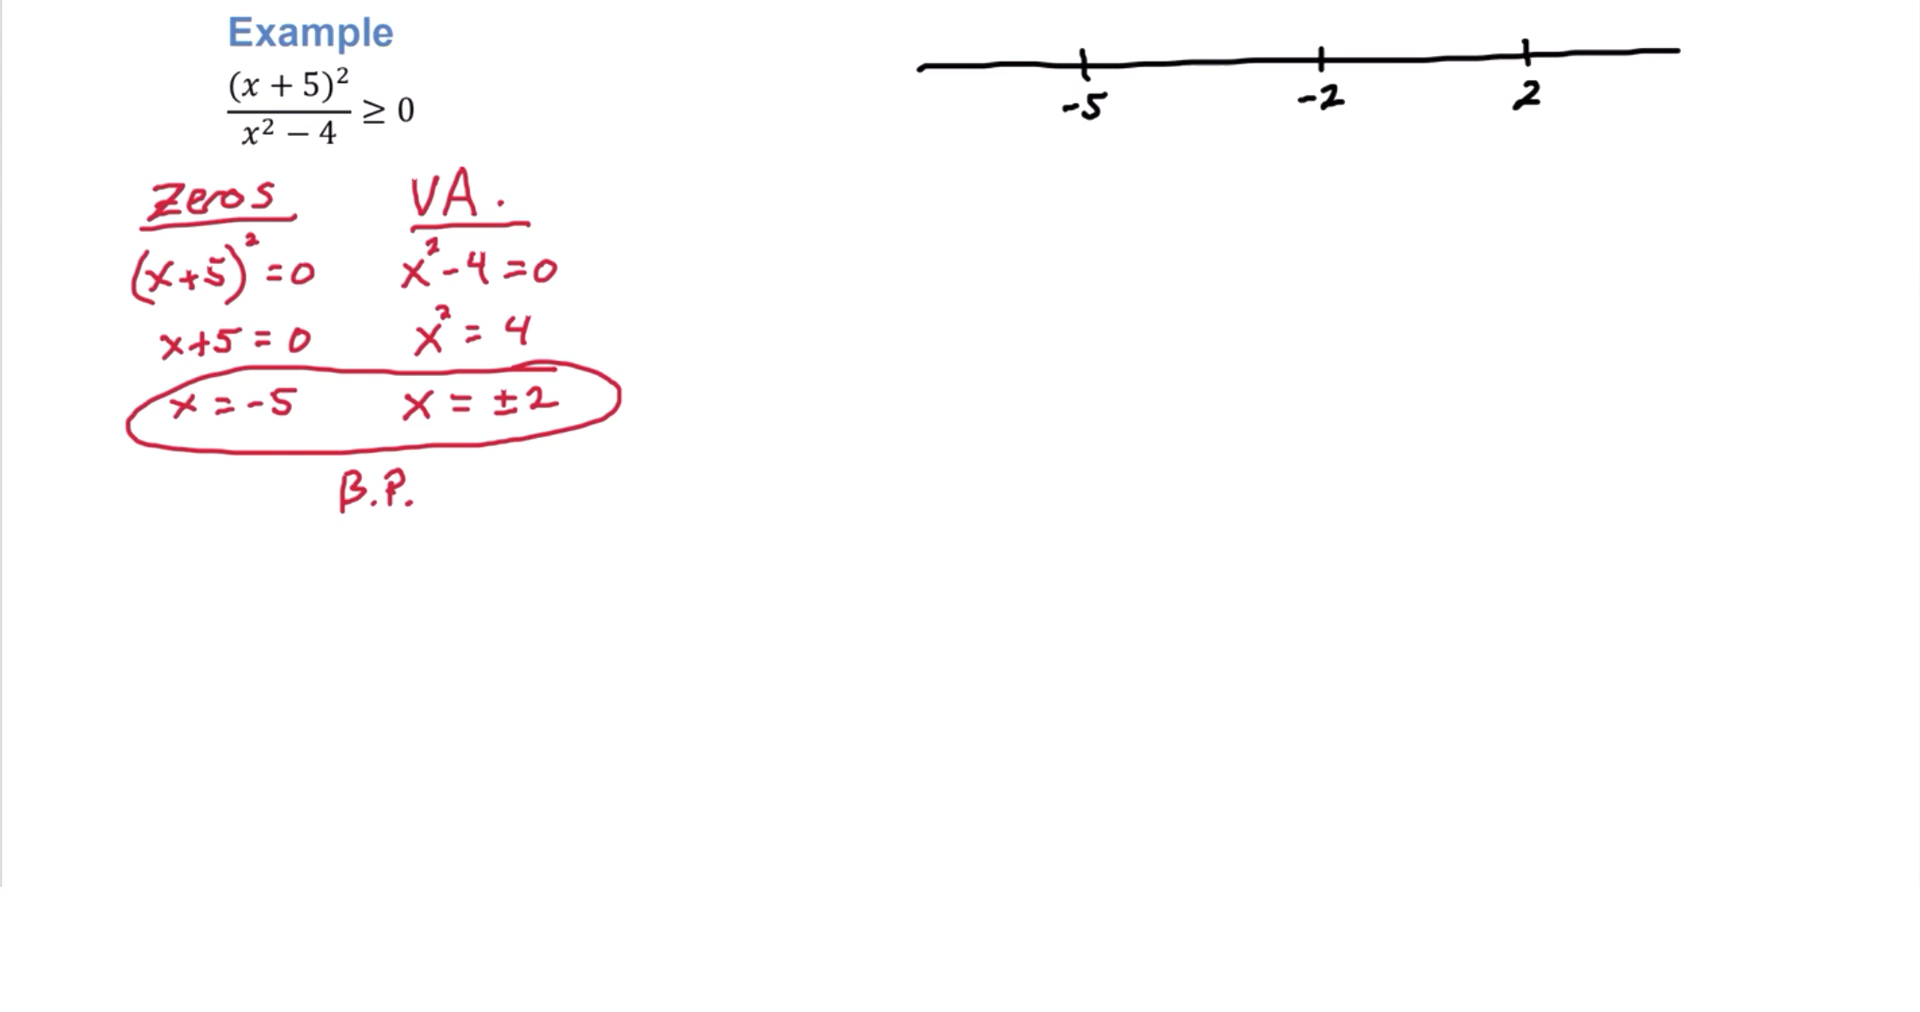 Example
(x + 5)²
x² − 4
≥ 0
-5 -2 2
Zeros VA.
(x+5)² = 0 x² - 4 = 0
x+5 = 0 x² = 4
x = -5 x = ±2
B.P.